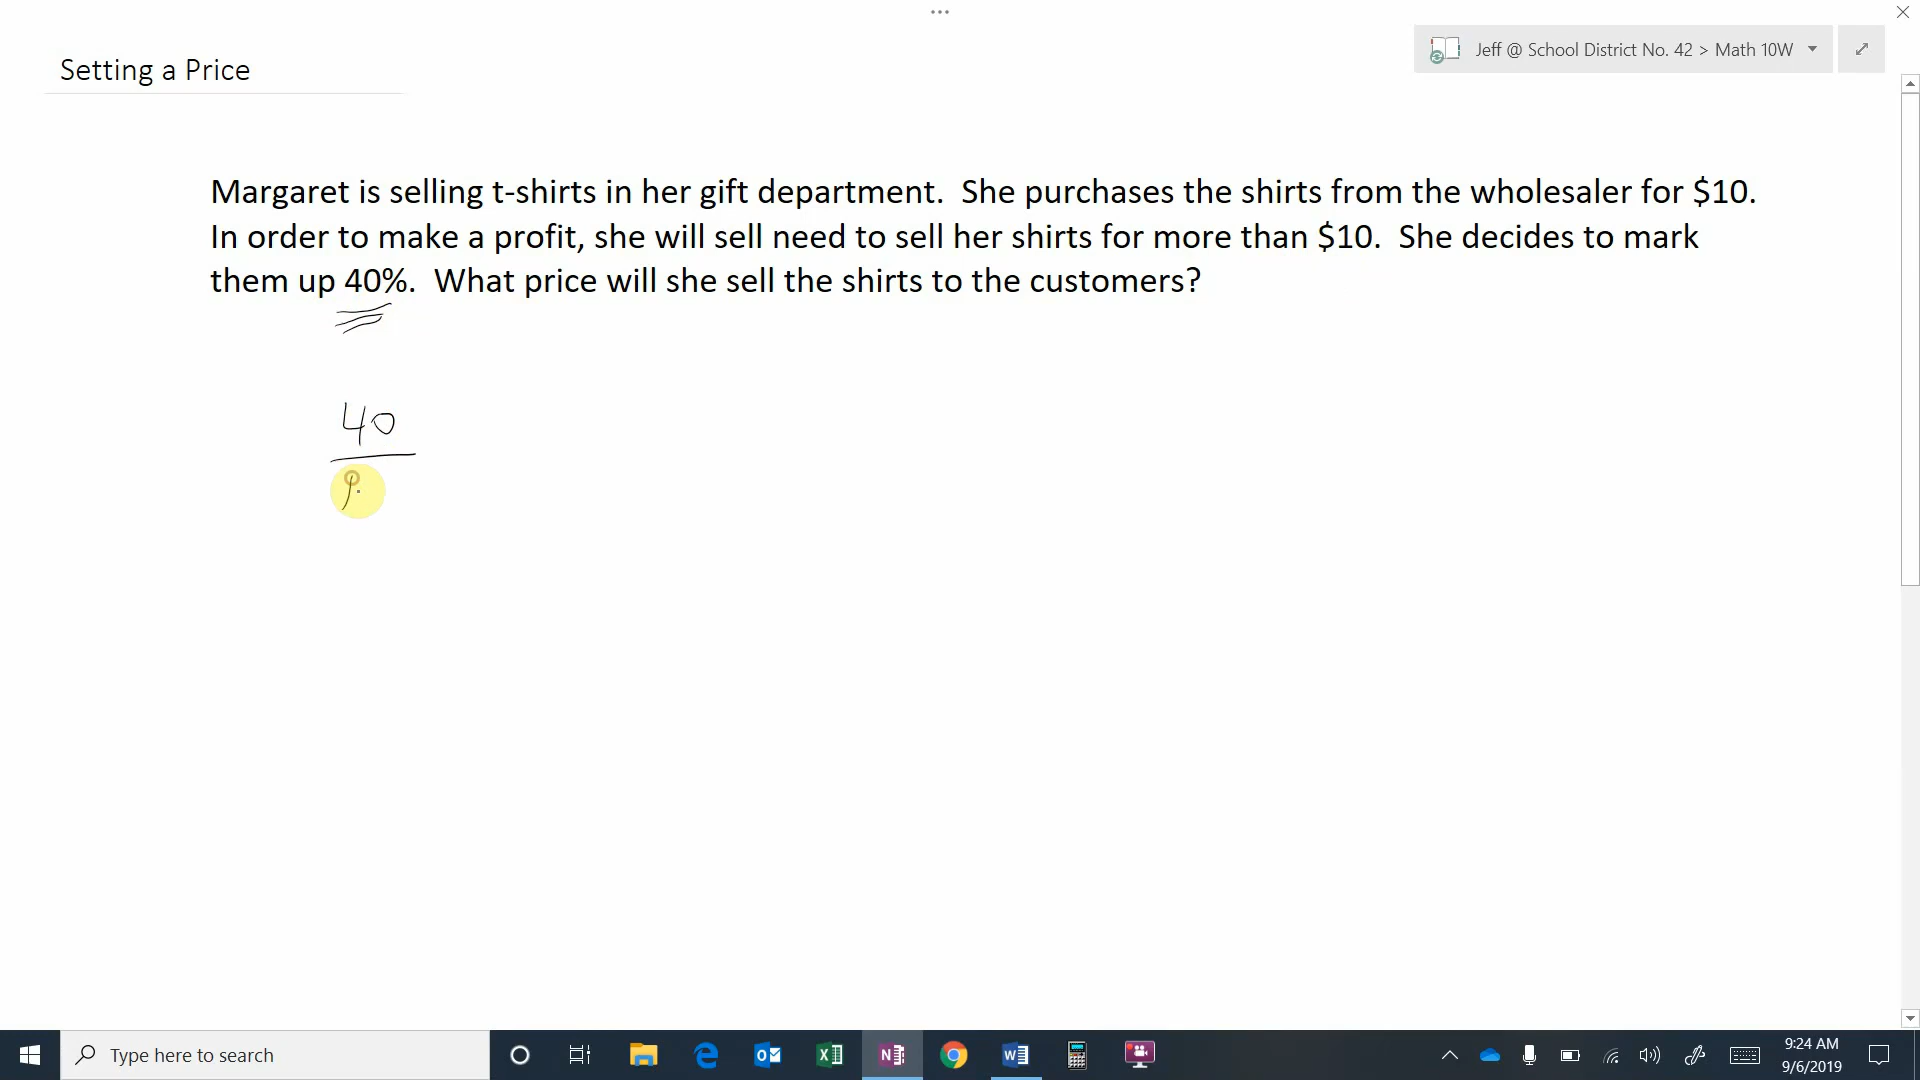 Jeff @ School District No. 42 > Math 10W
Setting a Price
Margaret is selling t-shirts in her gift department. She purchases the shirts from the wholesaler for $10.
In order to make a profit, she will sell need to sell her shirts for more than $10. She decides to mark
them up 40%. What price will she sell the shirts to the customers?
40
1
Type here to search
9:24 AM
9/6/2019